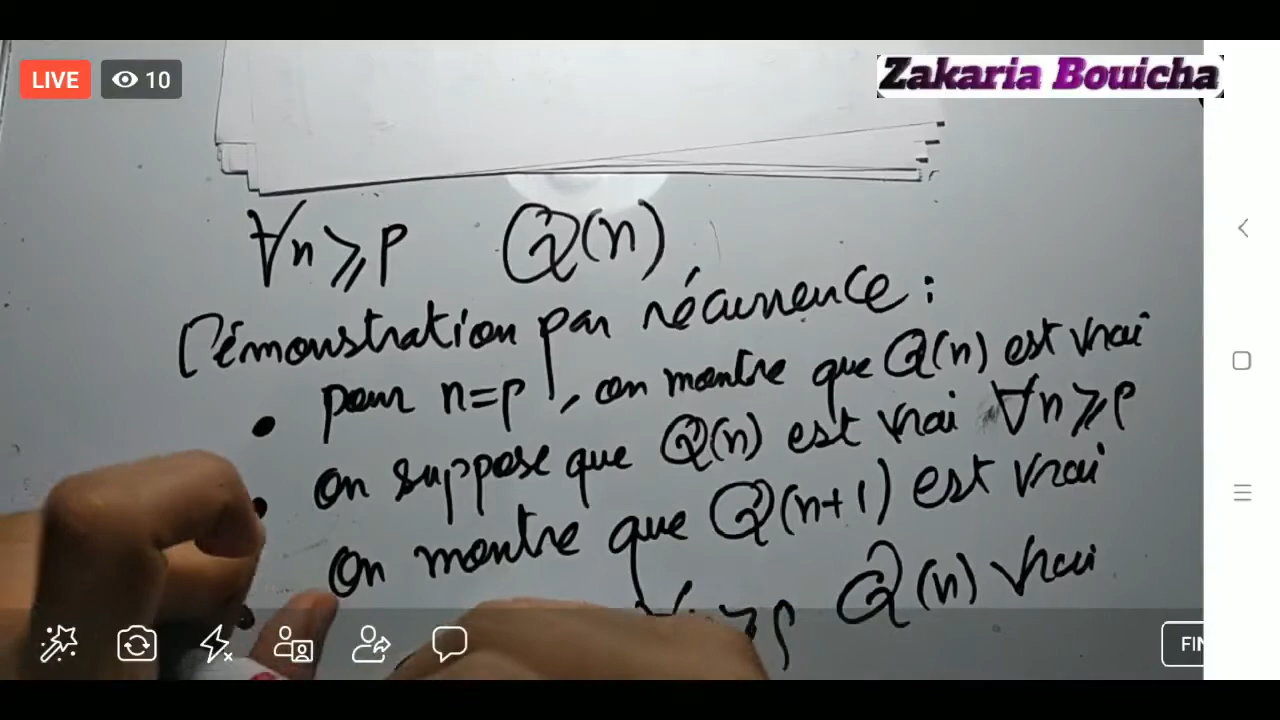 LIVE 10
Zakaria Bouicha
∀n ⩾ p Q(n)
Démonstration par récurrence :
• pour n=p, on montre que Q(n) est vrai
• on suppose que Q(n) est vrai ∀n ⩾ p
on montre que Q(n+1) est vrai
⩾ p Q(n) vrai
FIN